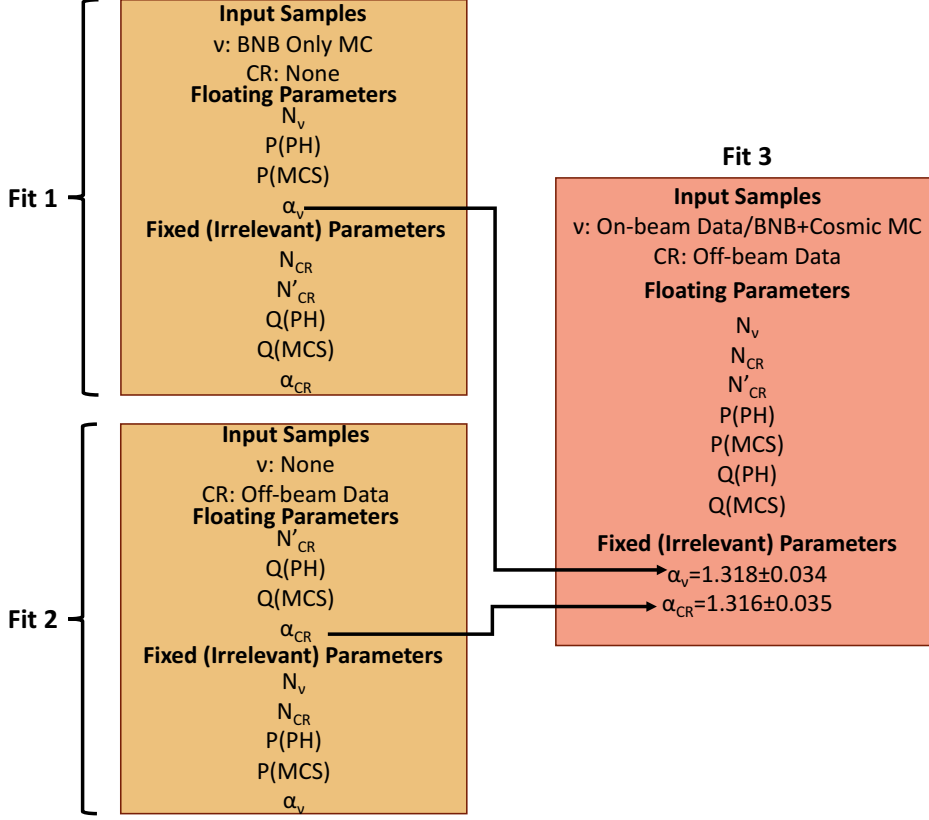 Fit 1
Input Samples
ν: BNB Only MC
CR: None
Floating Parameters
Nν
P(PH)
P(MCS)
αν
Fixed (Irrelevant) Parameters
NCR
N'CR
Q(PH)
Q(MCS)
αCR
Fit 2
Input Samples
ν: None
CR: Off-beam Data
Floating Parameters
N'CR
Q(PH)
Q(MCS)
αCR
Fixed (Irrelevant) Parameters
Nν
NCR
P(PH)
P(MCS)
αν
Fit 3
Input Samples
ν: On-beam Data/BNB+Cosmic MC
CR: Off-beam Data
Floating Parameters
Nν
NCR
N'CR
P(PH)
P(MCS)
Q(PH)
Q(MCS)
Fixed (Irrelevant) Parameters
αν=1.318±0.034
αCR=1.316±0.035